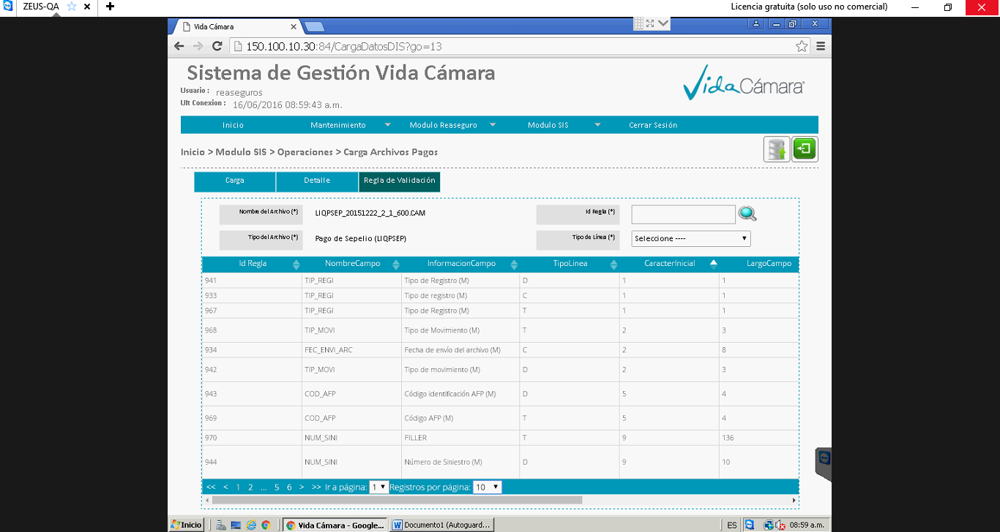 ZEUS-QA
Licencia gratuita (solo uso no comercial)
Vida Cámara
150.100.10.30:84/CargaDatosDIS?go=13
Sistema de Gestión Vida Cámara
Usuario : reaseguros
Ult Conexion : 16/06/2016 08:59:43 a.m.
VidaCámara
Inicio Mantenimiento Modulo Reaseguro Modulo SIS Cerrar Sesión
Inicio > Modulo SIS > Operaciones > Carga Archivos Pagos
Carga Detalle Regla de Validación
Nombre del Archivo (*) LIQPSEP_20151222_2_1_600.CAM Id Regla (*)
Tipo del Archivo (*) Pago de Sepelio (LIQPSEP) Tipo de Línea (*) Seleccione ----
Id Regla NombreCampo InformacionCampo TipoLinea CaracterInicial LargoCampo
941 TIP_REGI Tipo de Registro (M) D 1 1
933 TIP_REGI Tipo de registro (M) C 1 1
967 TIP_REGI Tipo de Registro (M) T 1 1
968 TIP_MOVI Tipo de Movimiento (M) T 2 3
934 FEC_ENVI_ARC Fecha de envío del archivo (M) C 2 8
942 TIP_MOVI Tipo de movimiento (M) D 2 3
943 COD_AFP Código identificación AFP (M) D 5 4
969 COD_AFP Código AFP (M) T 5 4
970 NUM_SINI FILLER T 9 136
944 NUM_SINI Número de Siniestro (M) D 9 10
<< < 1 2 ... 5 6 > >> Ir a página: 1 Registros por página: 10
Inicio Vida Cámara - Google... Documento1 (Autoguard... ES 08:59 a.m.